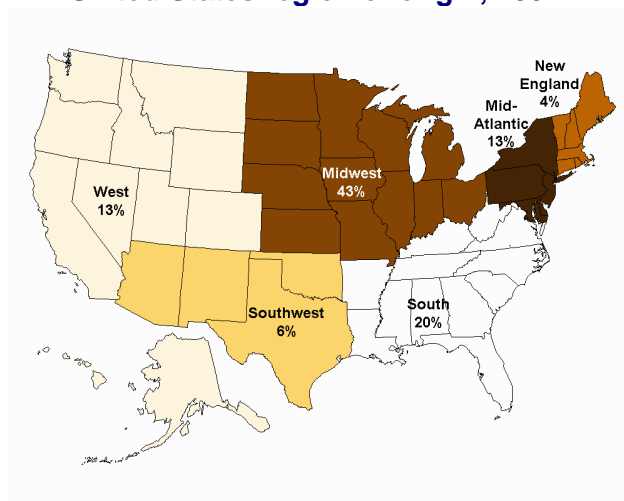 New
England
4%
Mid-
Atlantic
13%
Midwest
43%
West
13%
Southwest
6%
South
20%